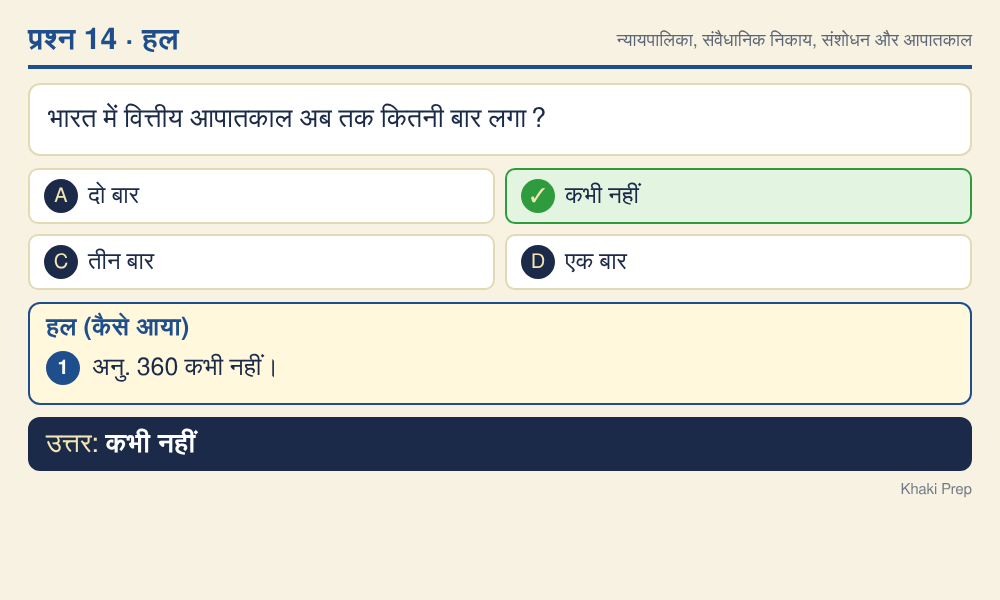 प्रश्न 14 · हल
न्यायपालिका, संवैधानिक निकाय, संशोधन और आपातकाल
भारत में वित्तीय आपातकाल अब तक कितनी बार लगा ?
A दो बार
✓ कभी नहीं
C तीन बार
D एक बार
हल (कैसे आया)
1 अनु. 360 कभी नहीं।
उत्तर: कभी नहीं
Khaki Prep